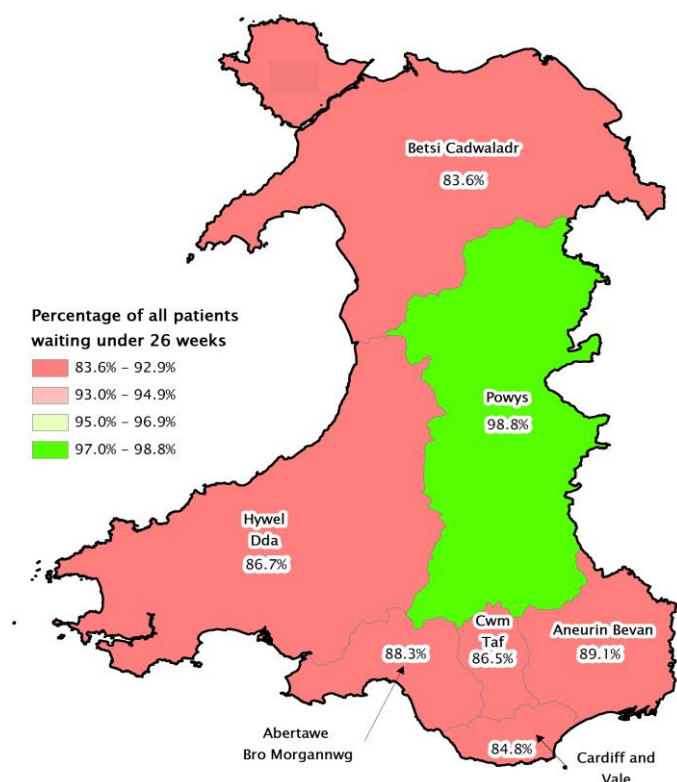 Betsi Cadwaladr
83.6%
Percentage of all patients
waiting under 26 weeks
83.6% – 92.9%
93.0% – 94.9%
95.0% – 96.9%
97.0% – 98.8%
Powys
98.8%
Hywel
Dda
86.7%
Cwm
Taf
86.5%
Aneurin Bevan
89.1%
88.3%
Abertawe
Bro Morgannwg
84.8%
Cardiff and
Vale